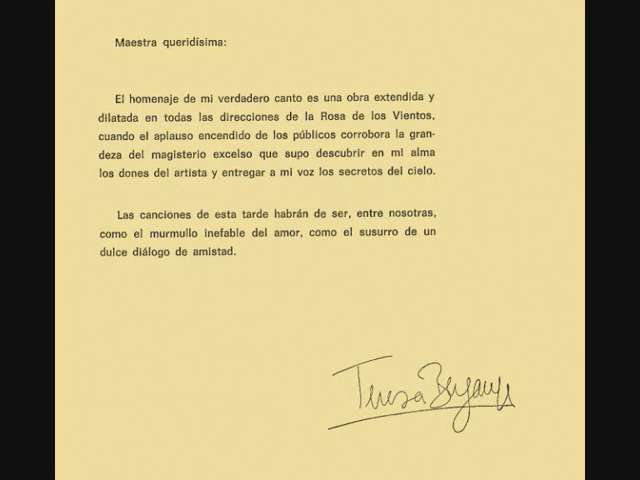 Maestra queridísima:
El homenaje de mi verdadero canto es una obra extendida y
dilatada en todas las direcciones de la Rosa de los Vientos,
cuando el aplauso encendido de los públicos corrobora la gran-
deza del magisterio excelso que supo descubrir en mi alma
los dones del artista y entregar a mi voz los secretos del cielo.
Las canciones de esta tarde habrán de ser, entre nosotras,
como el murmullo inefable del amor, como el susurro de un
dulce diálogo de amistad.
Teresa Berganza